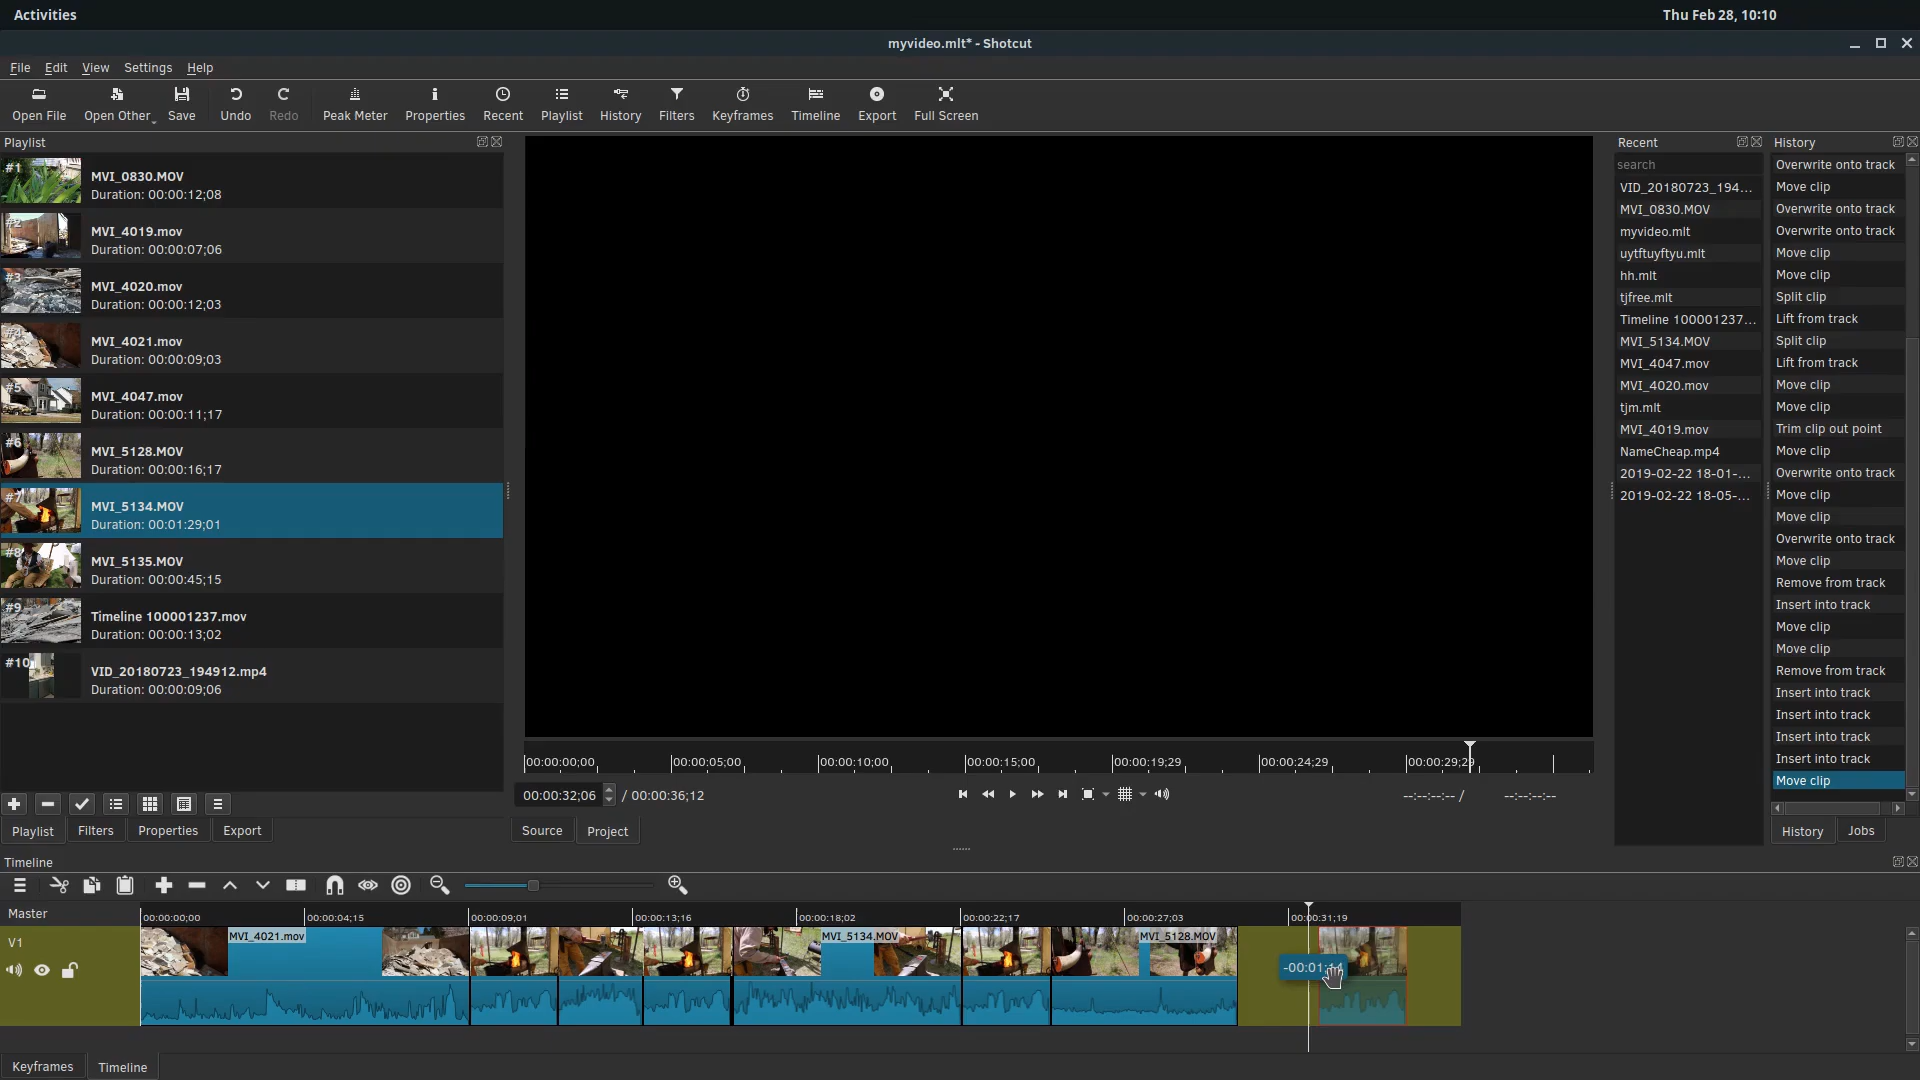 Activities
Thu Feb 28, 10:10
myvideo.mlt* - Shotcut
File Edit View Settings Help
Open File Open Other Save Undo Redo Peak Meter Properties Recent Playlist History Filters Keyframes Timeline Export Full Screen
Playlist
#1
MVI_0830.MOV
Duration: 00:00:12;08
#2
MVI_4019.mov
Duration: 00:00:07;06
#3
MVI_4020.mov
Duration: 00:00:12;03
#4
MVI_4021.mov
Duration: 00:00:09;03
#5
MVI_4047.mov
Duration: 00:00:11;17
#6
MVI_5128.MOV
Duration: 00:00:16;17
#7
MVI_5134.MOV
Duration: 00:01:29;01
#8
MVI_5135.MOV
Duration: 00:00:45;15
#9
Timeline 100001237.mov
Duration: 00:00:13;02
#10
VID_20180723_194912.mp4
Duration: 00:00:09;06
Playlist Filters Properties Export
00:00:00;00 00:00:05;00 00:00:10;00 00:00:15;00 00:00:19;29 00:00:24;29 00:00:29;29
00:00:32;06 / 00:00:36;12
--:--:--:-- / --:--:--:--
Source Project
Recent
search
VID_20180723_194...
MVI_0830.MOV
myvideo.mlt
uytftuyftyu.mlt
hh.mlt
tjfree.mlt
Timeline 100001237...
MVI_5134.MOV
MVI_4047.mov
MVI_4020.mov
tjm.mlt
MVI_4019.mov
NameCheap.mp4
2019-02-22 18-01-...
2019-02-22 18-05-...
History
Overwrite onto track
Move clip
Overwrite onto track
Overwrite onto track
Move clip
Move clip
Split clip
Lift from track
Split clip
Lift from track
Move clip
Move clip
Trim clip out point
Move clip
Overwrite onto track
Move clip
Move clip
Overwrite onto track
Move clip
Remove from track
Insert into track
Move clip
Move clip
Remove from track
Insert into track
Insert into track
Insert into track
Insert into track
Move clip
History Jobs
Timeline
Master
00:00:00;00 00:00:04;15 00:00:09;01 00:00:13;16 00:00:18;02 00:00:22;17 00:00:27;03 00:00:31;19
V1
MVI_4021.mov MVI_5134.MOV MVI_5128.MOV
Keyframes Timeline